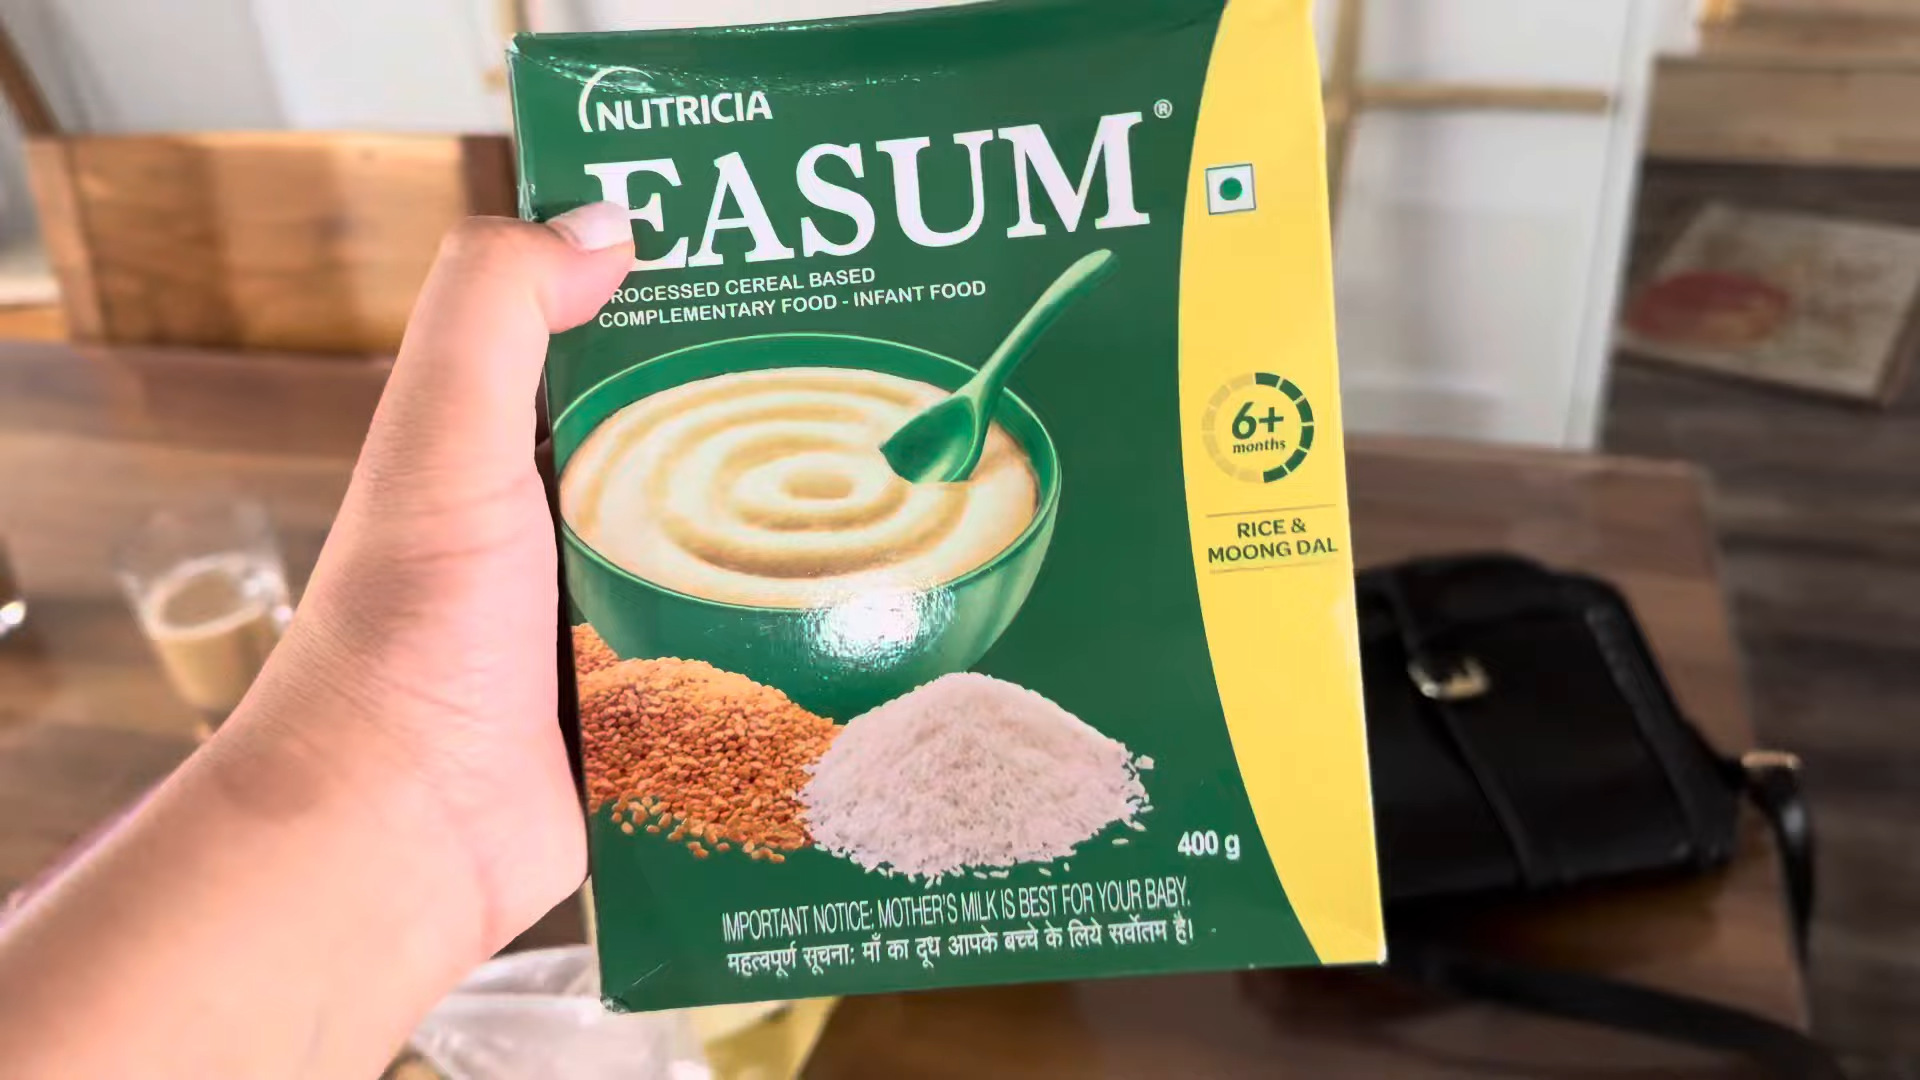 NUTRICIA
EASUM®
ROCESSED CEREAL BASED
COMPLEMENTARY FOOD - INFANT FOOD
6+
months
RICE &
MOONG DAL
400 g
IMPORTANT NOTICE: MOTHER'S MILK IS BEST FOR YOUR BABY.
महत्वपूर्ण सूचना: माँ का दूध आपके बच्चे के लिये सर्वोतम है।